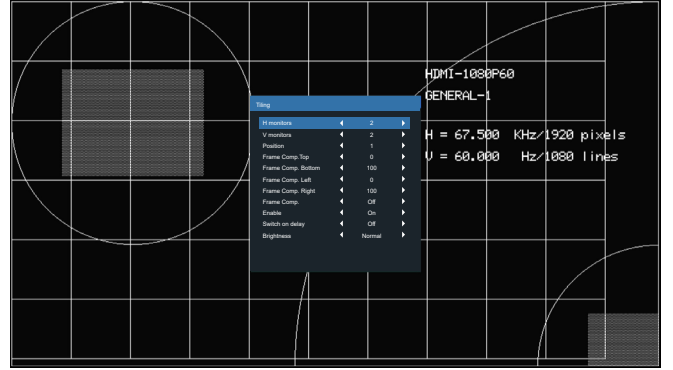 HDMI-1080P60
GENERAL-1
H = 67.500 KHz/1920 pixels
V = 60.000 Hz/1080 lines
Tiling
H monitors 2
V monitors 2
Position 1
Frame Comp.Top 0
Frame Comp. Bottom 100
Frame Comp. Left 0
Frame Comp. Right 100
Frame Comp. Off
Enable On
Switch on delay Off
Brightness Normal